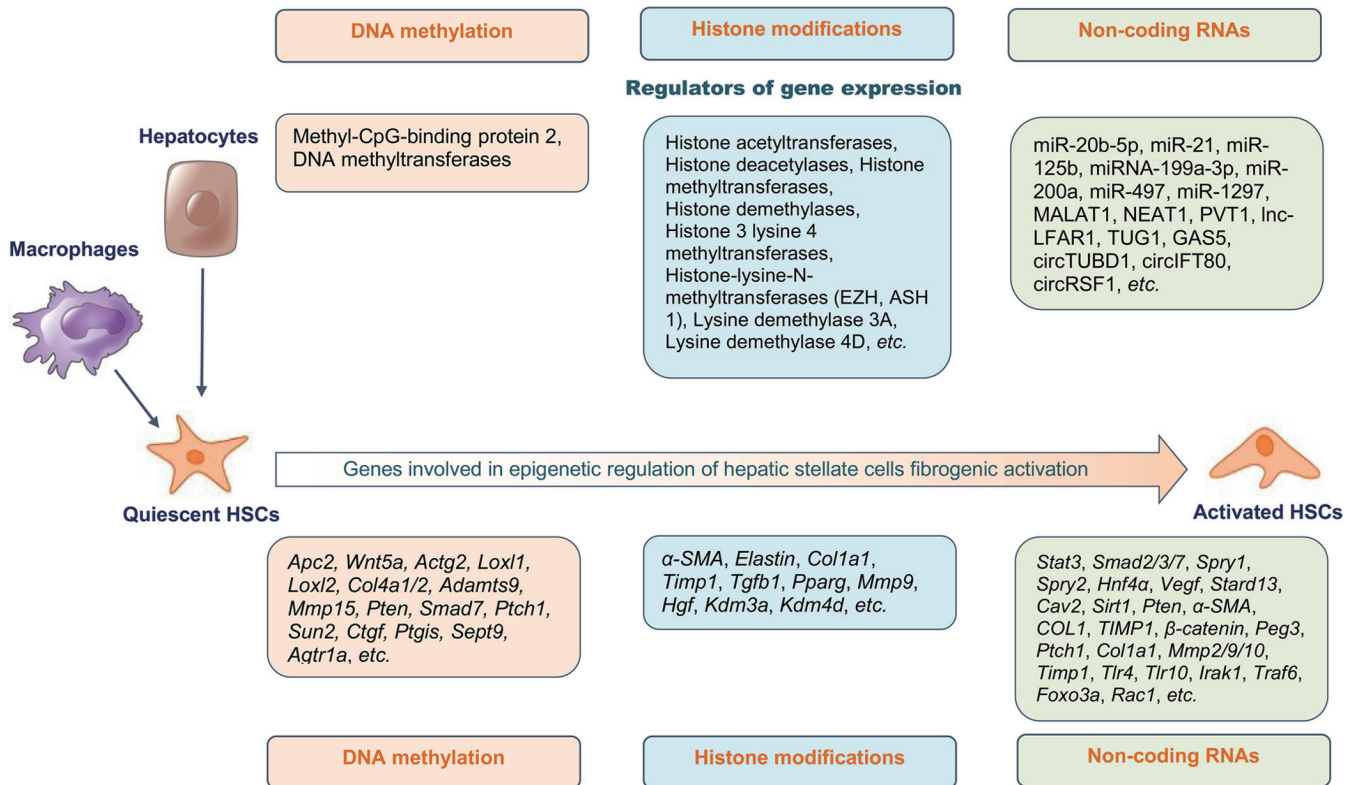 DNA methylation
Histone modifications
Non-coding RNAs
Regulators of gene expression
Hepatocytes
Macrophages
Methyl-CpG-binding protein 2,
DNA methyltransferases
Histone acetyltransferases,
Histone deacetylases, Histone
methyltransferases,
Histone demethylases,
Histone 3 lysine 4
methyltransferases,
Histone-lysine-N-
methyltransferases (EZH, ASH
1), Lysine demethylase 3A,
Lysine demethylase 4D, etc.
miR-20b-5p, miR-21, miR-
125b, miRNA-199a-3p, miR-
200a, miR-497, miR-1297,
MALAT1, NEAT1, PVT1, lnc-
LFAR1, TUG1, GAS5,
circTUBD1, circIFT80,
circRSF1, etc.
Quiescent HSCs
Genes involved in epigenetic regulation of hepatic stellate cells fibrogenic activation
Activated HSCs
Apc2, Wnt5a, Actg2, Loxl1,
Loxl2, Col4a1/2, Adamts9,
Mmp15, Pten, Smad7, Ptch1,
Sun2, Ctgf, Ptgis, Sept9,
Agtr1a, etc.
α-SMA, Elastin, Col1a1,
Timp1, Tgfb1, Pparg, Mmp9,
Hgf, Kdm3a, Kdm4d, etc.
Stat3, Smad2/3/7, Spry1,
Spry2, Hnf4α, Vegf, Stard13,
Cav2, Sirt1, Pten, α-SMA,
COL1, TIMP1, β-catenin, Peg3,
Ptch1, Col1a1, Mmp2/9/10,
Timp1, Tlr4, Tlr10, Irak1, Traf6,
Foxo3a, Rac1, etc.
DNA methylation
Histone modifications
Non-coding RNAs